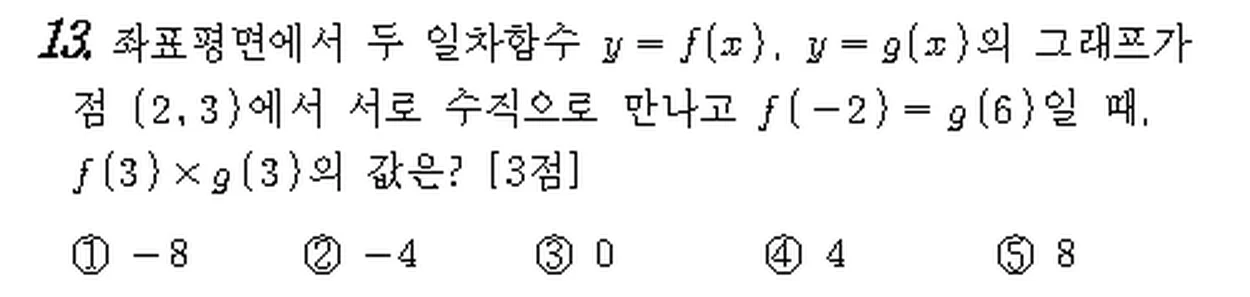 13. 좌표평면에서 두 일차함수 y = f(x), y = g(x)의 그래프가
점 (2, 3)에서 서로 수직으로 만나고 f(−2) = g(6)일 때,
f(3)×g(3)의 값은? [3점]
① −8 ② −4 ③ 0 ④ 4 ⑤ 8